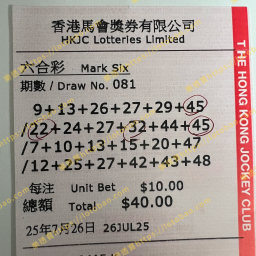 香港馬會獎券有限公司
HKJC Lotteries Limited
六合彩 Mark Six
期數 / Draw No. 081
9+13+26+27+29+45
/22+24+27+32+44+45
/7+10+13+15+20+47
/12+25+27+42+43+48
每注 Unit Bet $10.00
總額 Total $40.00
25年7月26日 26JUL25
THE HONG KONG JOCKEY CLUB